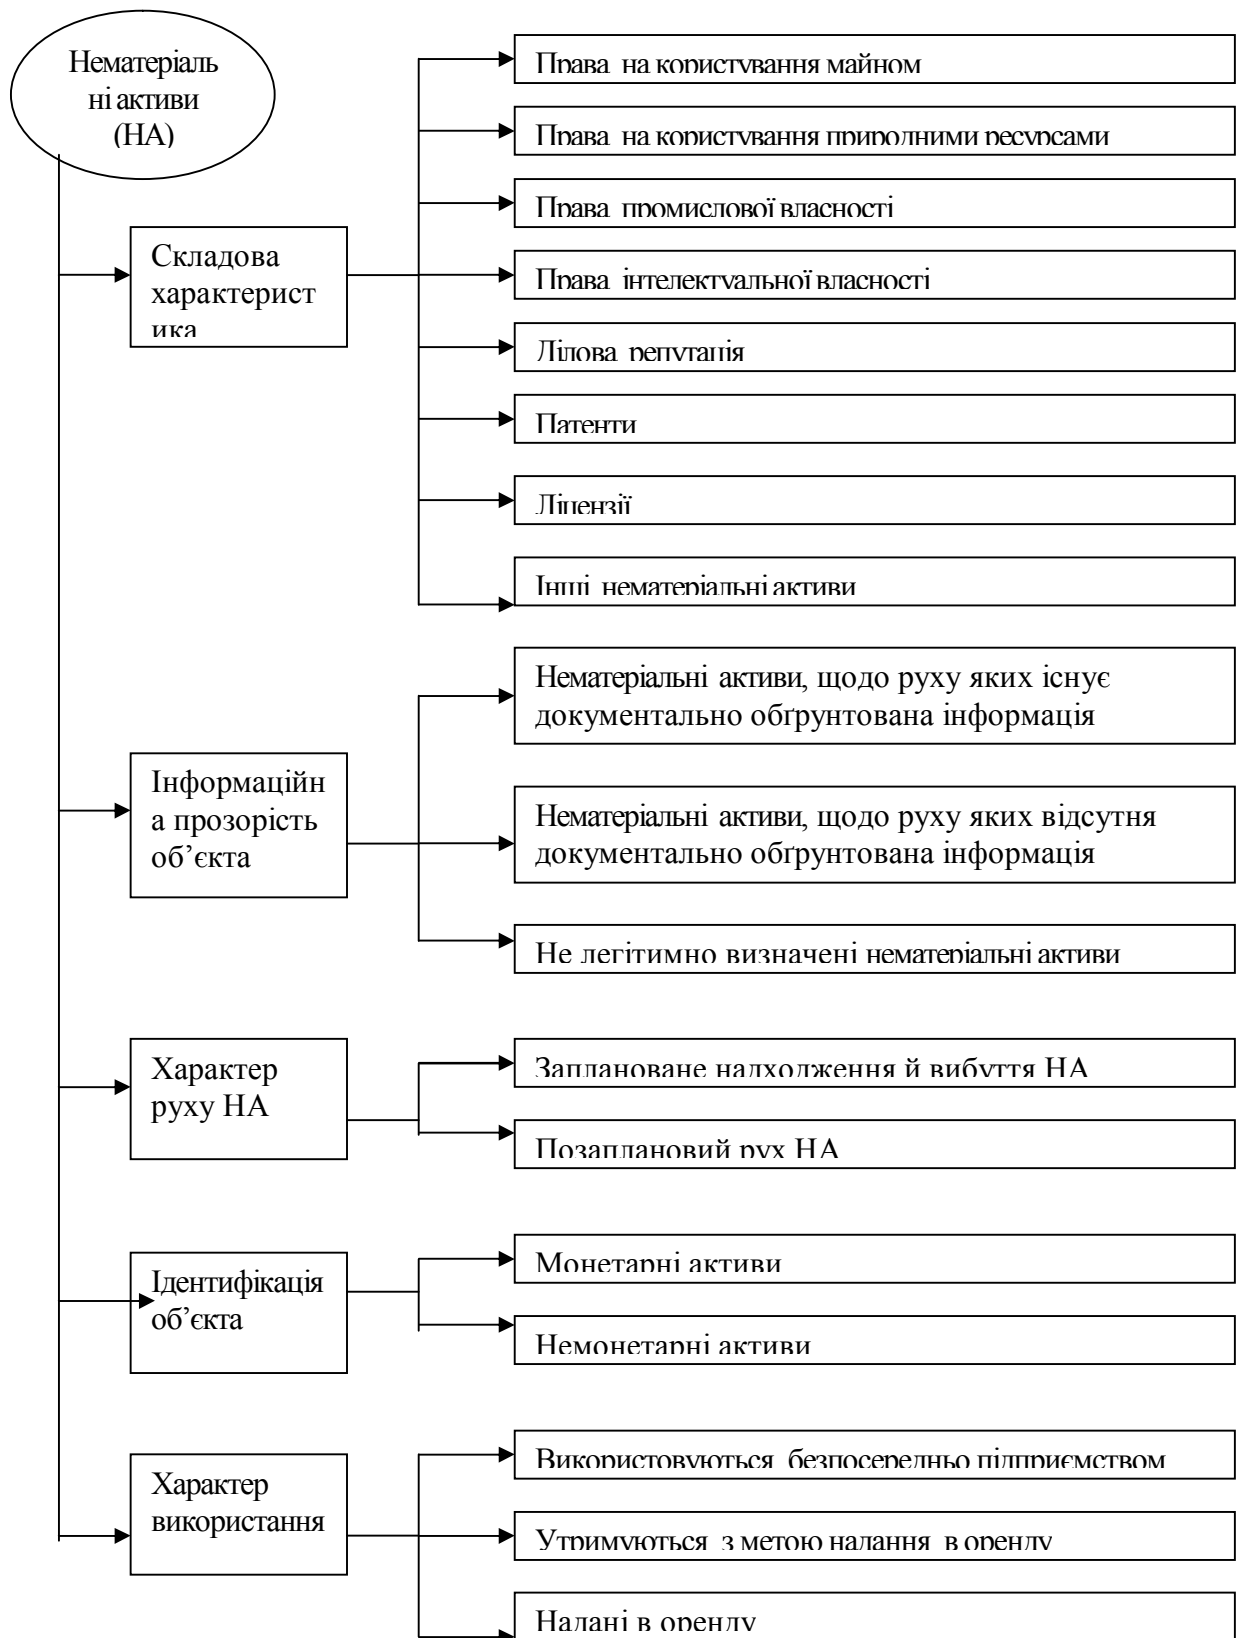 Нематеріаль
ні активи
(НА)
Права на користування майном
Права на користування природними ресурсами
Права промислової власності
Складова
характерист
ика
Права інтелектуальної власності
Ділова репутація
Патенти
Ліцензії
Інші нематеріальні активи
Нематеріальні активи, щодо руху яких існує
документально обґрунтована інформація
Інформаційн
а прозорість
об’єкта
Нематеріальні активи, щодо руху яких відсутня
документально обґрунтована інформація
Не легітимно визначені нематеріальні активи
Характер
руху НА
Заплановане надходження й вибуття НА
Позаплановий рух НА
Ідентифікація
об’єкта
Монетарні активи
Немонетарні активи
Характер
використання
Використовуються безпосередньо підприємством
Утримуються з метою надання в оренду
Надані в оренду